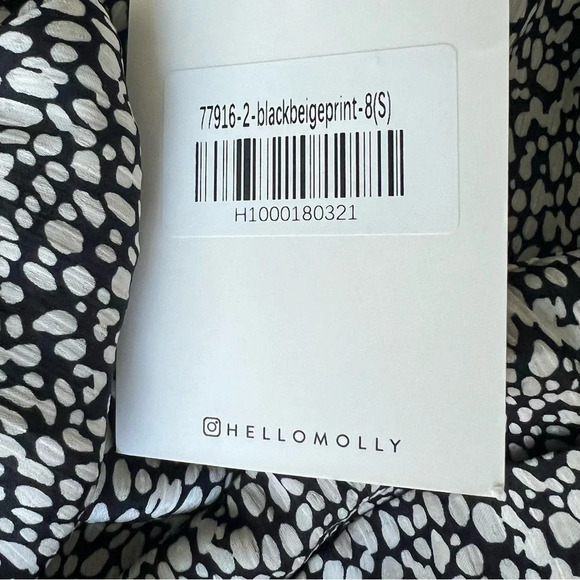 77916-2-blackbeigeprint-8(S)
H1000180321
HELLOMOLLY